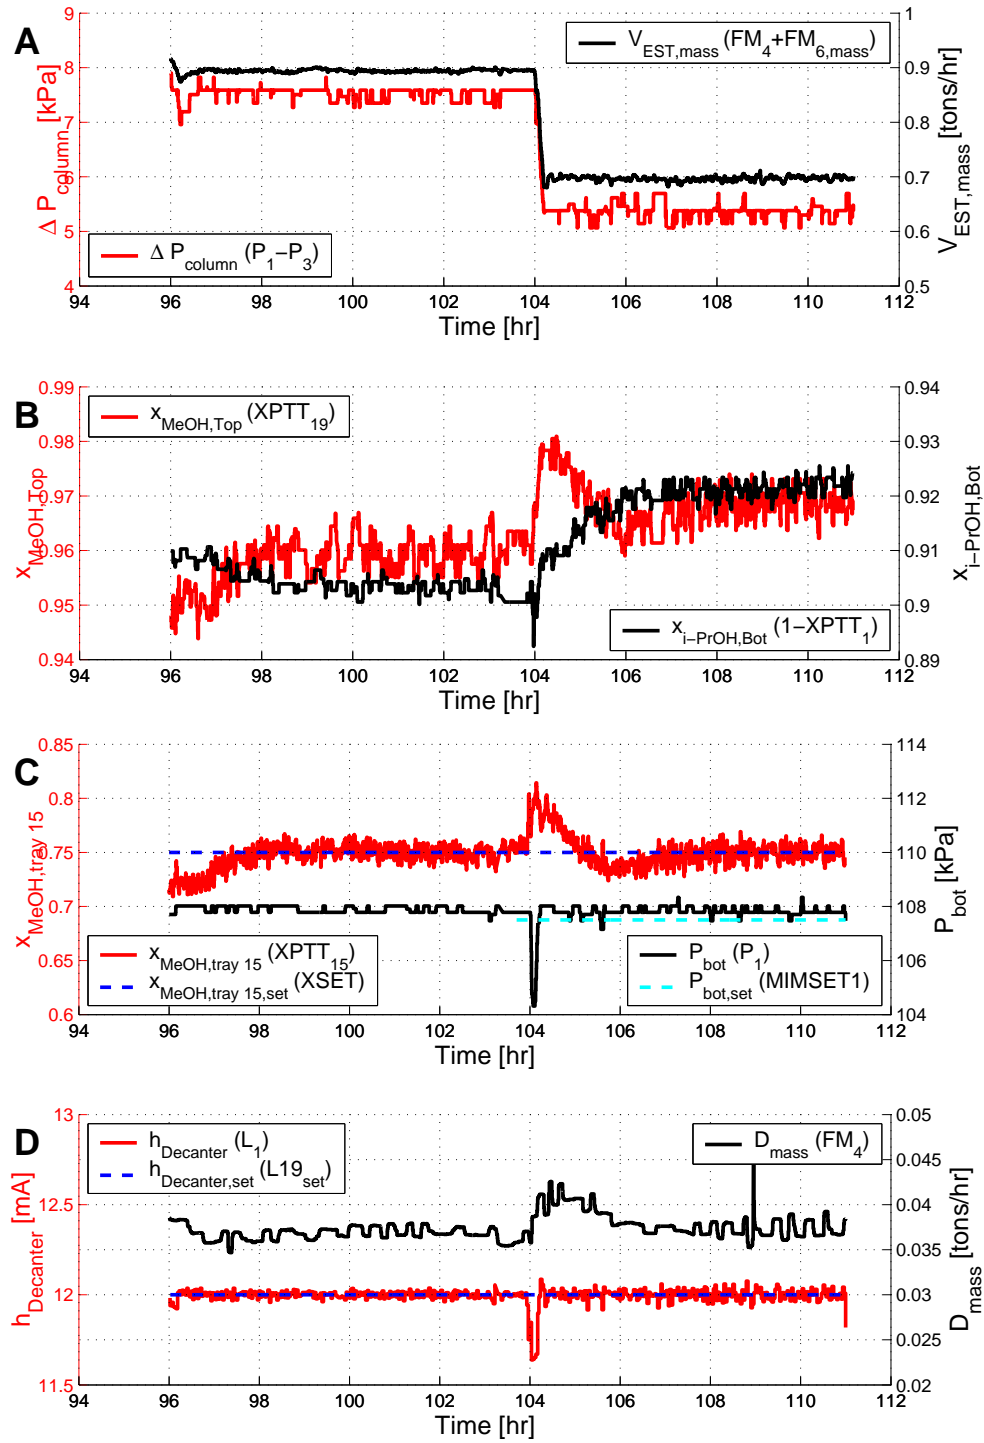 A
9
8
7
6
5
4
Δ P_column [kPa]
V_EST,mass (FM_4+FM_6,mass)
Δ P_column (P_1−P_3)
1
0.9
0.8
0.7
0.6
0.5
V_EST,mass [tons/hr]
94 96 98 100 102 104 106 108 110 112
Time [hr]
B
0.99
0.98
0.97
0.96
0.95
0.94
x_MeOH,Top
x_MeOH,Top (XPTT_19)
x_i−PrOH,Bot (1−XPTT_1)
0.94
0.93
0.92
0.91
0.9
0.89
x_i−PrOH,Bot
94 96 98 100 102 104 106 108 110 112
Time [hr]
C
0.85
0.8
0.75
0.7
0.65
0.6
x_MeOH,tray 15
x_MeOH,tray 15 (XPTT_15)
x_MeOH,tray 15,set (XSET)
P_bot (P_1)
P_bot,set (MIMSET1)
114
112
110
108
106
104
P_bot [kPa]
94 96 98 100 102 104 106 108 110 112
Time [hr]
D
13
12.5
12
11.5
h_Decanter [mA]
h_Decanter (L_1)
h_Decanter,set (L19_set)
D_mass (FM_4)
0.05
0.045
0.04
0.035
0.03
0.025
0.02
D_mass [tons/hr]
94 96 98 100 102 104 106 108 110 112
Time [hr]